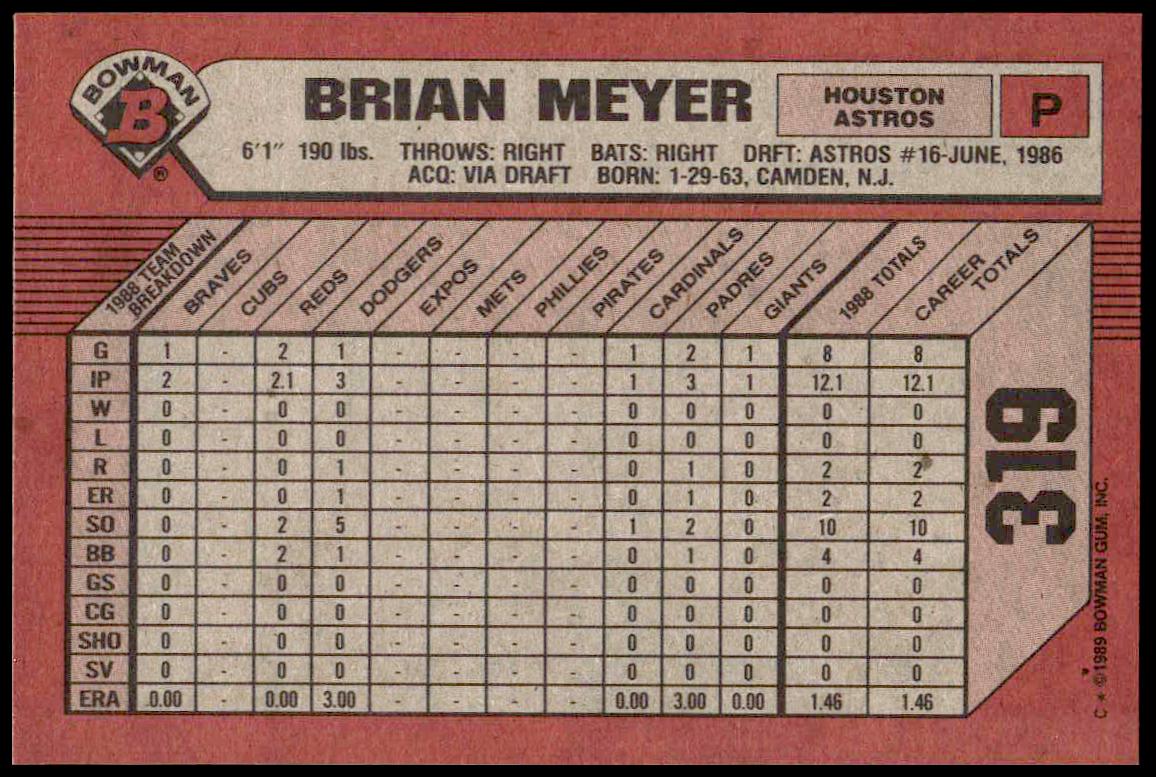 BOWMAN
B
®
BRIAN MEYER
HOUSTON
ASTROS
P
6'1" 190 lbs. THROWS: RIGHT BATS: RIGHT DRFT: ASTROS #16-JUNE, 1986
ACQ: VIA DRAFT BORN: 1-29-63, CAMDEN, N.J.
1988 TEAM
BREAKDOWN
BRAVES
CUBS
REDS
DODGERS
EXPOS
METS
PHILLIES
PIRATES
CARDINALS
PADRES
GIANTS
1988 TOTALS
CAREER
TOTALS
G 1 - 2 1 - - - - 1 2 1 8 8
IP 2 - 2.1 3 - - - - 1 3 1 12.1 12.1
W 0 - 0 0 - - - - 0 0 0 0 0
L 0 - 0 0 - - - - 0 0 0 0 0
R 0 - 0 1 - - - - 0 1 0 2 2
ER 0 - 0 1 - - - - 0 1 0 2 2
SO 0 - 2 5 - - - - 1 2 0 10 10
BB 0 - 2 1 - - - - 0 1 0 4 4
GS 0 - 0 0 - - - - 0 0 0 0 0
CG 0 - 0 0 - - - - 0 0 0 0 0
SHO 0 - 0 0 - - - - 0 0 0 0 0
SV 0 - 0 0 - - - - 0 0 0 0 0
ERA 0.00 - 0.00 3.00 - - - - 0.00 3.00 0.00 1.46 1.46
319
C * * ©1989 BOWMAN GUM, INC.